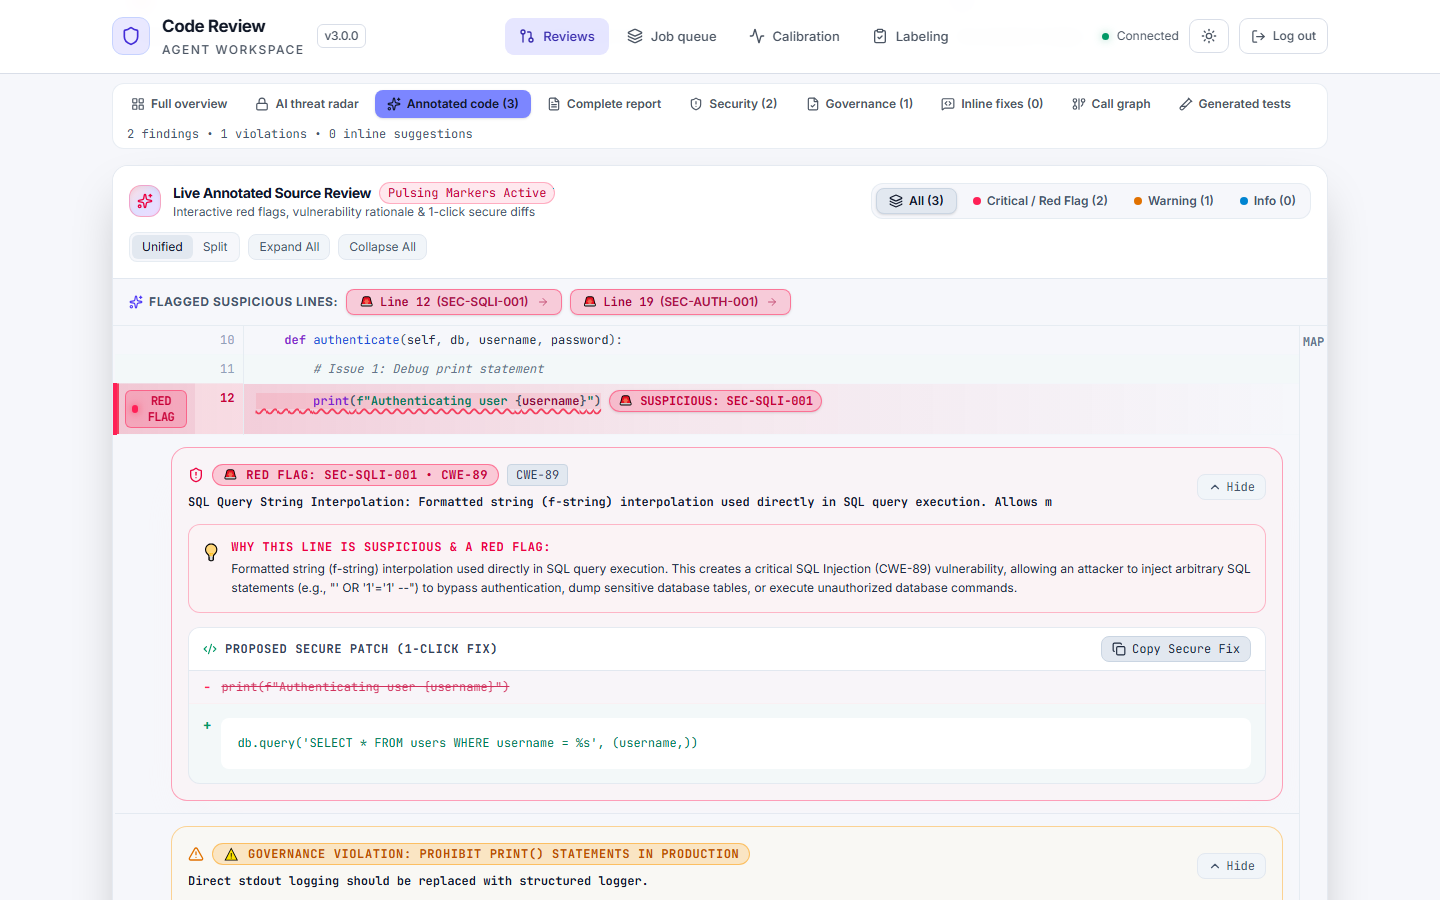 Code Review
AGENT WORKSPACE
v3.0.0
Reviews
Job queue
Calibration
Labeling
Connected
Log out
Full overview
AI threat radar
Annotated code (3)
Complete report
Security (2)
Governance (1)
Inline fixes (0)
Call graph
Generated tests
2 findings • 1 violations • 0 inline suggestions
Live Annotated Source Review
Pulsing Markers Active
Interactive red flags, vulnerability rationale & 1-click secure diffs
All (3)
Critical / Red Flag (2)
Warning (1)
Info (0)
Unified
Split
Expand All
Collapse All
FLAGGED SUSPICIOUS LINES:
Line 12 (SEC-SQLI-001) →
Line 19 (SEC-AUTH-001) →
MAP
10 def authenticate(self, db, username, password):
11 # Issue 1: Debug print statement
RED FLAG
12 print(f"Authenticating user {username}")
SUSPICIOUS: SEC-SQLI-001
RED FLAG: SEC-SQLI-001 • CWE-89
CWE-89
Hide
SQL Query String Interpolation: Formatted string (f-string) interpolation used directly in SQL query execution. Allows m
WHY THIS LINE IS SUSPICIOUS & A RED FLAG:
Formatted string (f-string) interpolation used directly in SQL query execution. This creates a critical SQL Injection (CWE-89) vulnerability, allowing an attacker to inject arbitrary SQL
statements (e.g., "' OR '1'='1' --") to bypass authentication, dump sensitive database tables, or execute unauthorized database commands.
</> PROPOSED SECURE PATCH (1-CLICK FIX)
Copy Secure Fix
- print(f"Authenticating user {username}")
+ db.query('SELECT * FROM users WHERE username = %s', (username,))
GOVERNANCE VIOLATION: PROHIBIT PRINT() STATEMENTS IN PRODUCTION
Hide
Direct stdout logging should be replaced with structured logger.